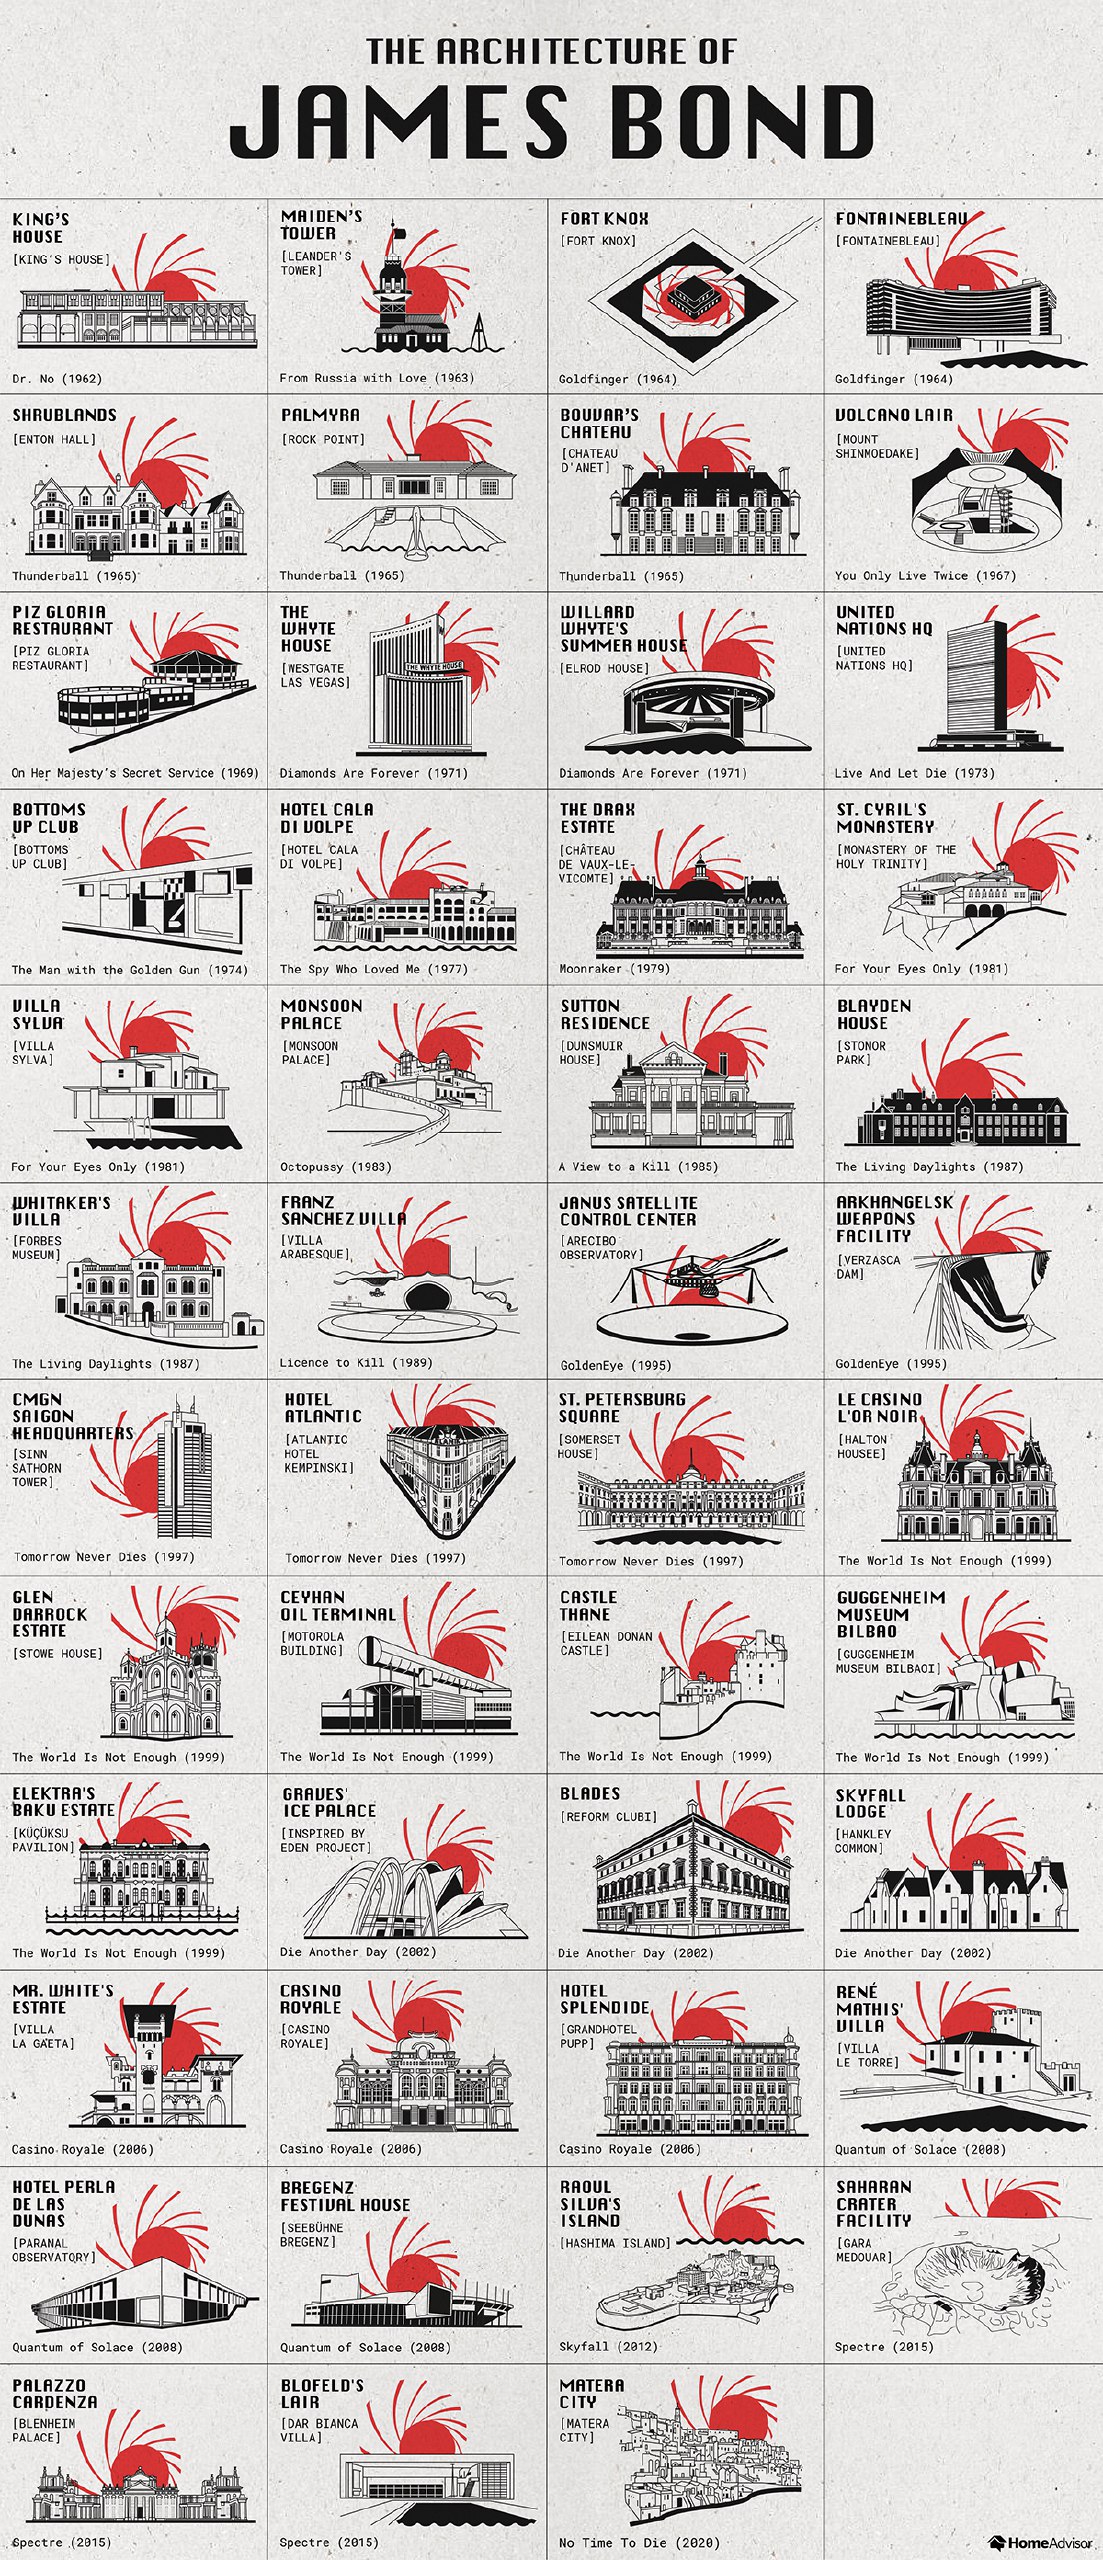 THE ARCHITECTURE OF
JAMES BOND
KING'S
HOUSE
[KING'S HOUSE]
Dr. No (1962)
MAIDEN'S
TOWER
[LEANDER'S
TOWER]
From Russia with Love (1963)
FORT KNOX
[FORT KNOX]
Goldfinger (1964)
FONTAINEBLEAU
[FONTAINEBLEAU]
Goldfinger (1964)
SHRUBLANDS
[ENTON HALL]
Thunderball (1965)
PALMYRA
[ROCK POINT]
Thunderball (1965)
BOUVAR'S
CHATEAU
[CHATEAU
D'ANET]
Thunderball (1965)
VOLCANO LAIR
[MOUNT
SHINMOEDAKE]
You Only Live Twice (1967)
PIZ GLORIA
RESTAURANT
[PIZ GLORIA
RESTAURANT]
On Her Majesty's Secret Service (1969)
THE
WHYTE
HOUSE
[WESTGATE
LAS VEGAS]
THE WHYTE HOUSE
Diamonds Are Forever (1971)
WILLARD
WHYTE'S
SUMMER HOUSE
[ELROD HOUSE]
Diamonds Are Forever (1971)
UNITED
NATIONS HQ
[UNITED
NATIONS HQ]
Live And Let Die (1973)
BOTTOMS
UP CLUB
[BOTTOMS
UP CLUB]
The Man with the Golden Gun (1974)
HOTEL CALA
DI VOLPE
[HOTEL CALA
DI VOLPE]
The Spy Who Loved Me (1977)
THE DRAX
ESTATE
[CHÂTEAU
DE VAUX-LE-
VICOMTE]
Moonraker (1979)
ST. CYRIL'S
MONASTERY
[MONASTERY OF THE
HOLY TRINITY]
For Your Eyes Only (1981)
VILLA
SYLVA
[VILLA
SYLVA]
For Your Eyes Only (1981)
MONSOON
PALACE
[MONSOON
PALACE]
Octopussy (1983)
SUTTON
RESIDENCE
[DUNSMUIR
HOUSE]
A View to a Kill (1985)
BLAYDEN
HOUSE
[STONOR
PARK]
The Living Daylights (1987)
WHITAKER'S
VILLA
[FORBES
MUSEUM]
The Living Daylights (1987)
FRANZ
SANCHEZ VILLA
[VILLA
ARABESQUE]
Licence to Kill (1989)
JANUS SATELLITE
CONTROL CENTER
[ARECIBO
OBSERVATORY]
GoldenEye (1995)
ARKHANGELSK
WEAPONS
FACILITY
[VERZASCA
DAM]
GoldenEye (1995)
CMGN
SAIGON
HEADQUARTERS
[SINN
SATHORN
TOWER]
Tomorrow Never Dies (1997)
HOTEL
ATLANTIC
[ATLANTIC
HOTEL
KEMPINSKI]
Tomorrow Never Dies (1997)
ST. PETERSBURG
SQUARE
[SOMERSET
HOUSE]
Tomorrow Never Dies (1997)
LE CASINO
L'OR NOIR
[HALTON
HOUSEE]
The World Is Not Enough (1999)
GLEN
DARROCK
ESTATE
[STOWE HOUSE]
The World Is Not Enough (1999)
CEYHAN
OIL TERMINAL
[MOTOROLA
BUILDING]
The World Is Not Enough (1999)
CASTLE
THANE
[EILEAN DONAN
CASTLE]
The World Is Not Enough (1999)
GUGGENHEIM
MUSEUM
BILBAO
[GUGGENHEIM
MUSEUM BILBAOI]
The World Is Not Enough (1999)
ELEKTRA'S
BAKU ESTATE
[KÜÇÜKSU
PAVILION]
The World Is Not Enough (1999)
GRAVES'
ICE PALACE
[INSPIRED BY
EDEN PROJECT]
Die Another Day (2002)
BLADES
[REFORM CLUBI]
Die Another Day (2002)
SKYFALL
LODGE
[HANKLEY
COMMON]
Die Another Day (2002)
MR. WHITE'S
ESTATE
[VILLA
LA GAETA]
Casino Royale (2006)
CASINO
ROYALE
[CASINO
ROYALE]
Casino Royale (2006)
HOTEL
SPLENDIDE
[GRANDHOTEL
PUPP]
Casino Royale (2006)
RENÉ
MATHIS'
VILLA
[VILLA
LE TORRE]
Quantum of Solace (2008)
HOTEL PERLA
DE LAS
DUNAS
[PARANAL
OBSERVATORY]
Quantum of Solace (2008)
BREGENZ
FESTIVAL HOUSE
[SEEBÜHNE
BREGENZ]
Quantum of Solace (2008)
RAOUL
SILVA'S
ISLAND
[HASHIMA ISLAND]
Skyfall (2012)
SAHARAN
CRATER
FACILITY
[GARA
MEDOUAR]
Spectre (2015)
PALAZZO
CARDENZA
[BLENHEIM
PALACE]
Spectre (2015)
BLOFELD'S
LAIR
[DAR BIANCA
VILLA]
Spectre (2015)
MATERA
CITY
[MATERA
CITY]
No Time To Die (2020)
HomeAdvisor